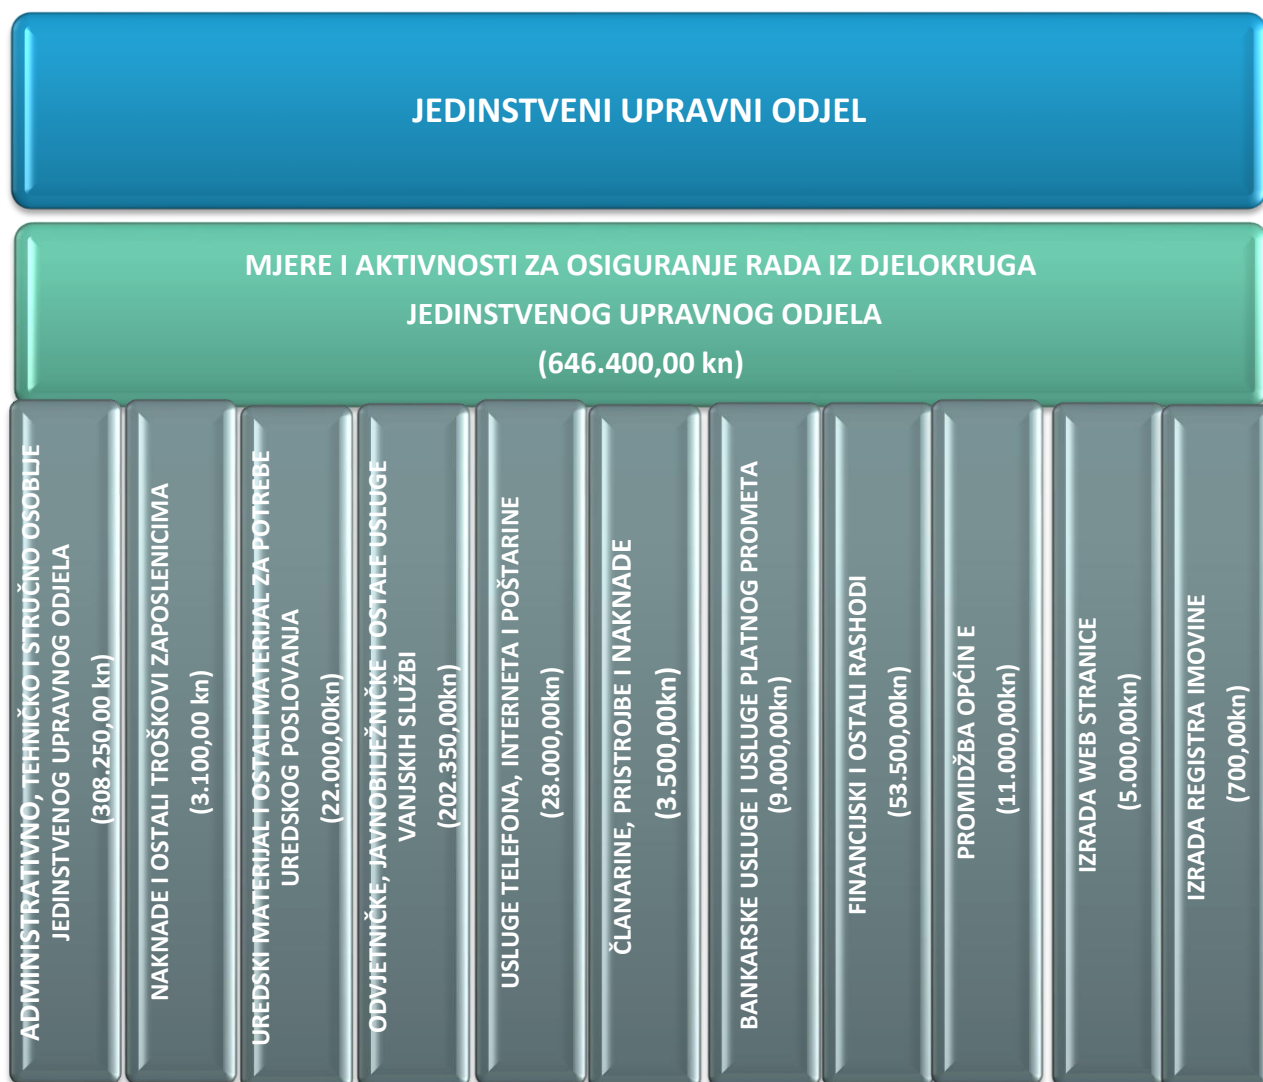 JEDINSTVENI UPRAVNI ODJEL
MJERE I AKTIVNOSTI ZA OSIGURANJE RADA IZ DJELOKRUGA
JEDINSTVENOG UPRAVNOG ODJELA
(646.400,00 kn)
ADMINISTRATIVNO, TEHNIČKO I STRUČNO OSOBLJE
JEDINSTVENOG UPRAVNOG ODJELA
(308.250,00 kn)
NAKNADE I OSTALI TROŠKOVI ZAPOSLENICIMA
(3.100,00 kn)
UREDSKI MATERIJAL I OSTALI MATERIJAL ZA POTREBE
UREDSKOG POSLOVANJA
(22.000,00kn)
ODVJETNIČKE, JAVNOBILJEŽNIČKE I OSTALE USLUGE
VANJSKIH SLUŽBI
(202.350,00kn)
USLUGE TELEFONA, INTERNETA I POŠTARINE
(28.000,00kn)
ČLANARINE, PRISTROJBE I NAKNADE
(3.500,00kn)
BANKARSKE USLUGE I USLUGE PLATNOG PROMETA
(9.000,00kn)
FINANCIJSKI I OSTALI RASHODI
(53.500,00kn)
PROMIDŽBA OPĆIN E
(11.000,00kn)
IZRADA WEB STRANICE
(5.000,00kn)
IZRADA REGISTRA IMOVINE
(700,00kn)